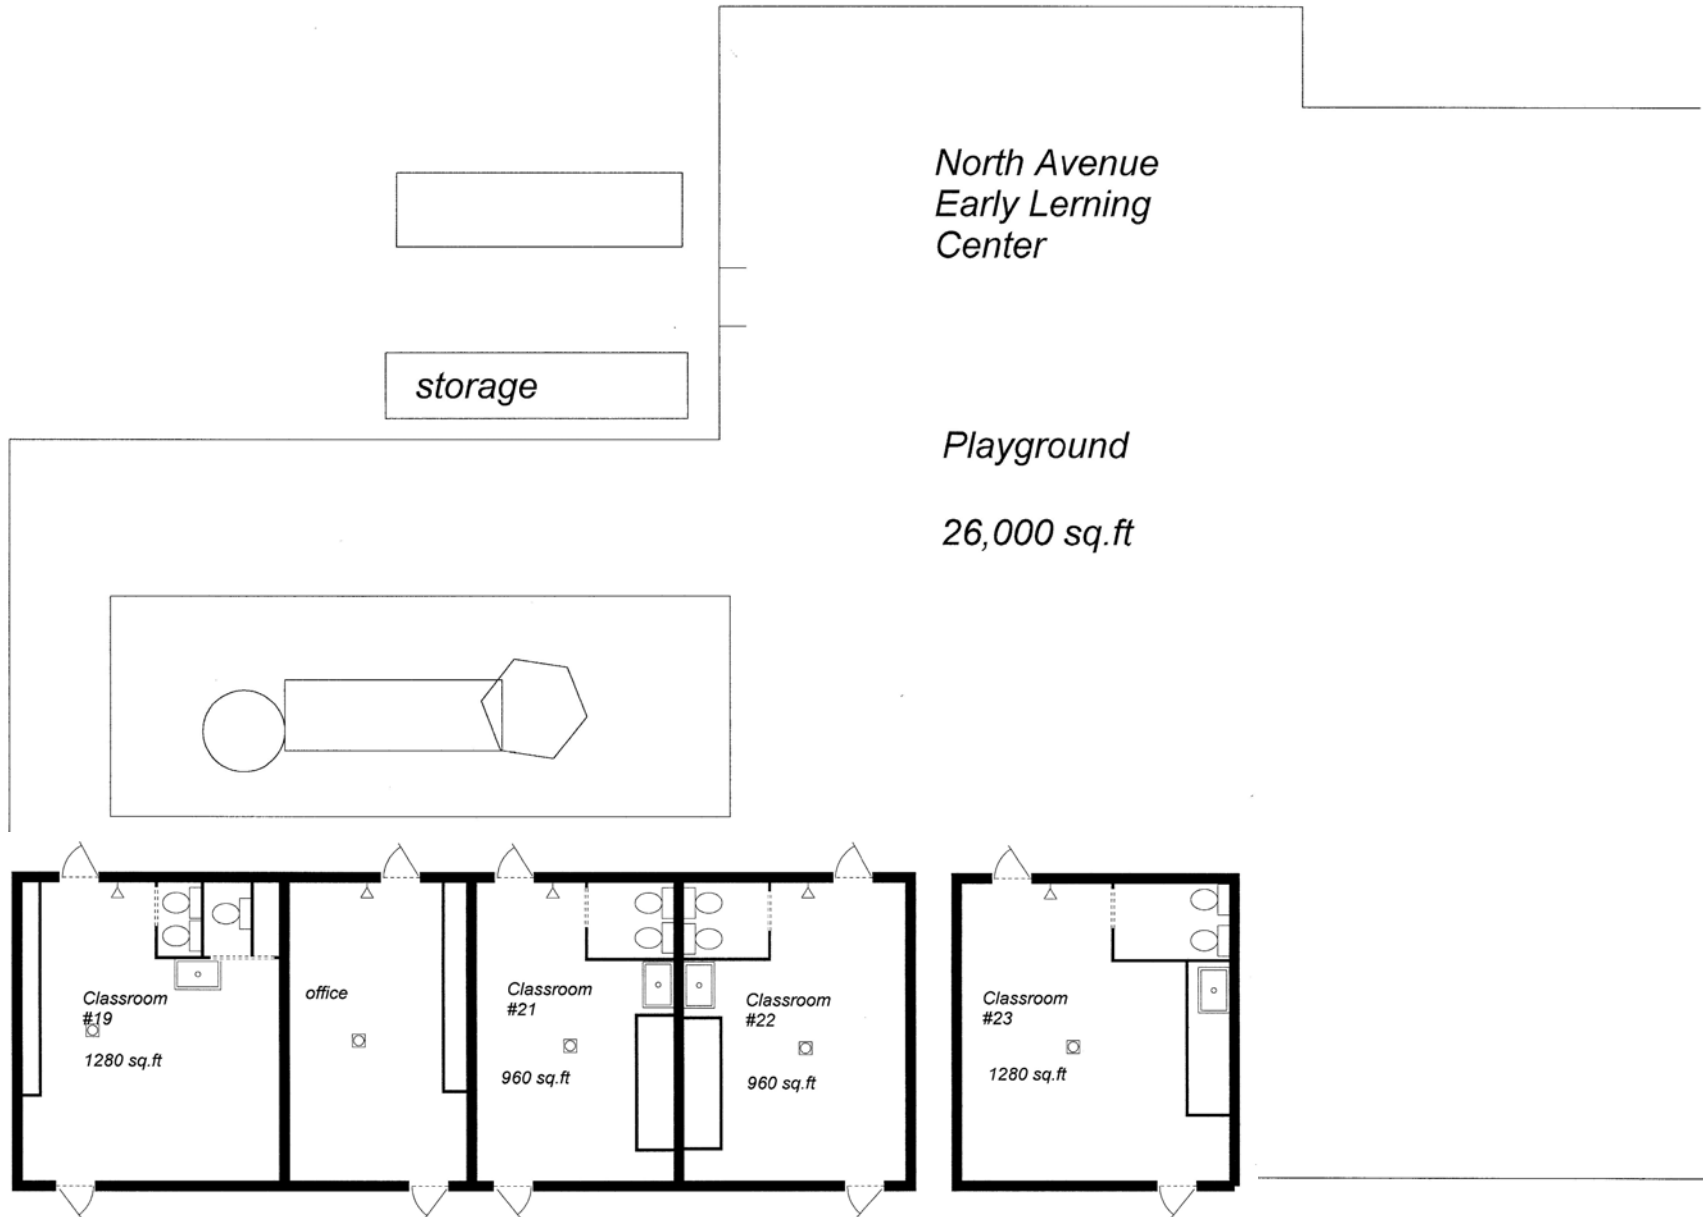 North Avenue
Early Lerning
Center
storage
Playground
26,000 sq.ft
Classroom
#19
1280 sq.ft
office
Classroom
#21
960 sq.ft
Classroom
#22
960 sq.ft
Classroom
#23
1280 sq.ft